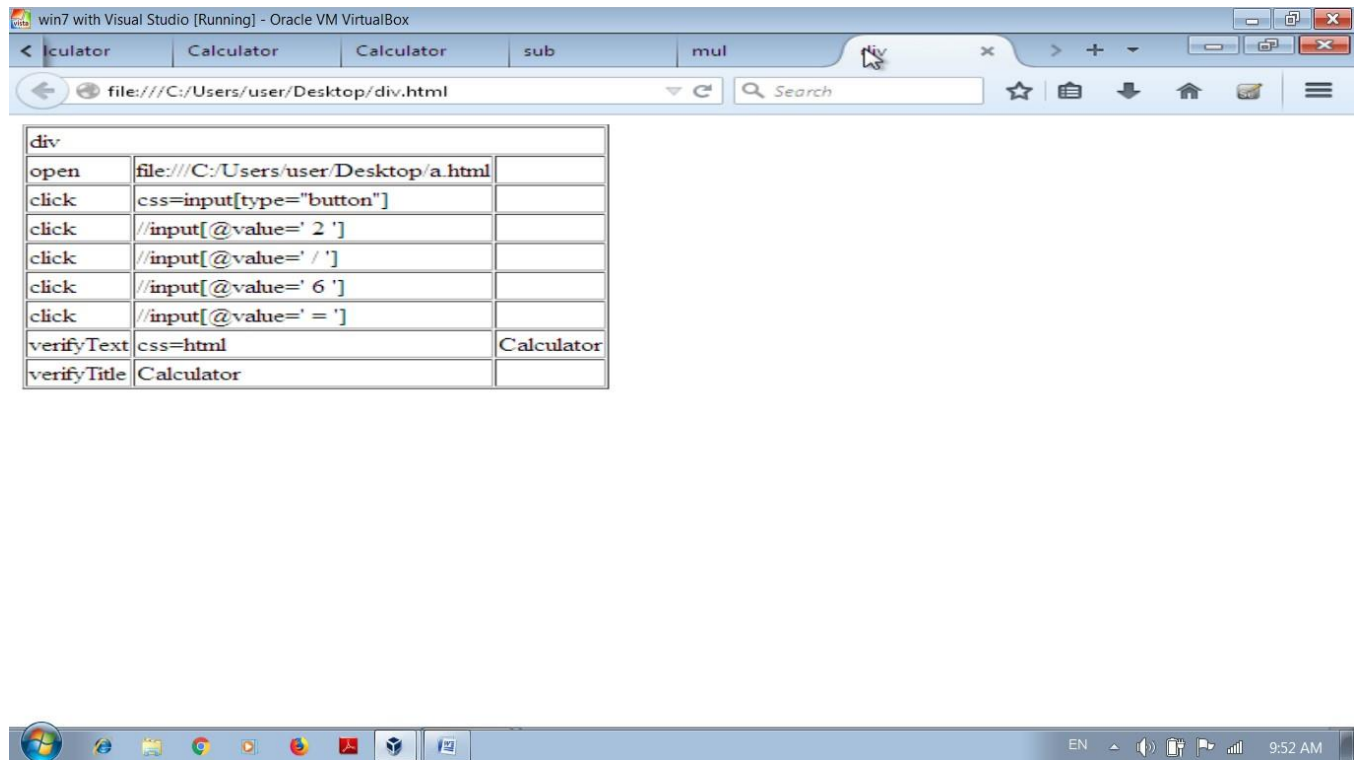 win7 with Visual Studio [Running] - Oracle VM VirtualBox
lculator Calculator Calculator sub mul div
file:///C:/Users/user/Desktop/div.html Search
div
open file:///C:/Users/user/Desktop/a.html
click css=input[type="button"]
click //input[@value=' 2 ']
click //input[@value=' / ']
click //input[@value=' 6 ']
click //input[@value=' = ']
verifyText css=html Calculator
verifyTitle Calculator
EN 9:52 AM